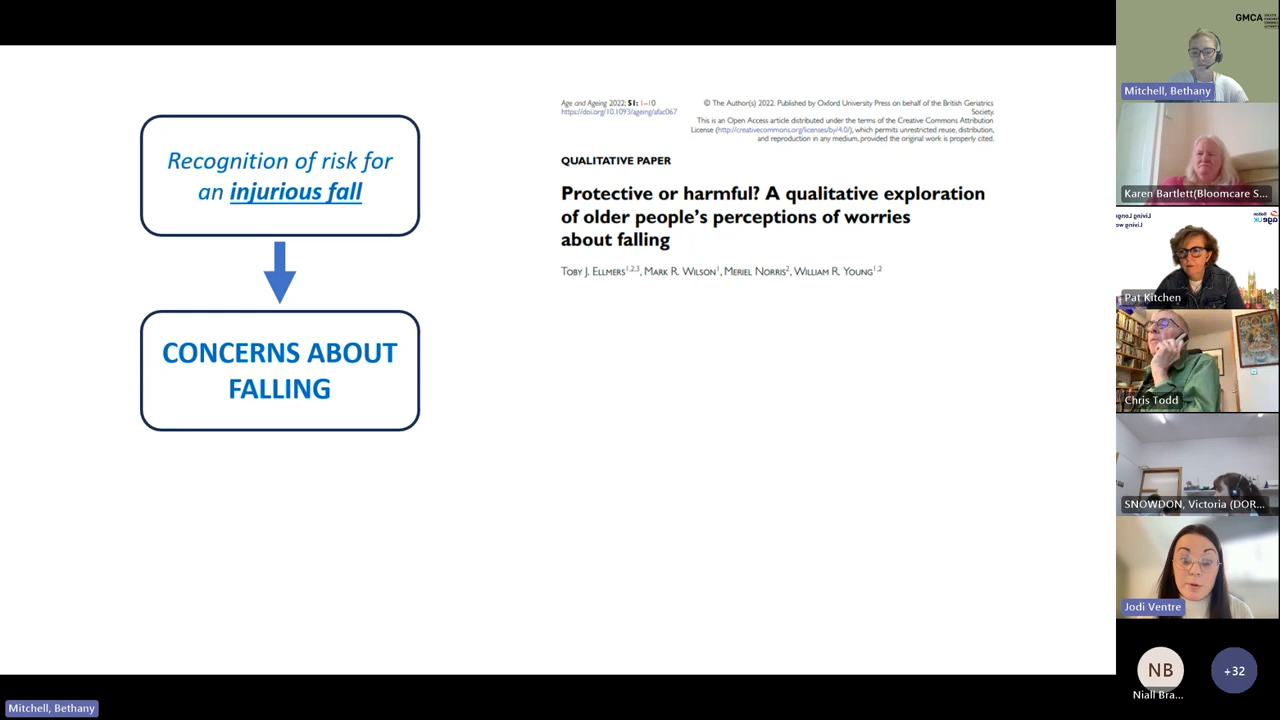 Recognition of risk for
an injurious fall
CONCERNS ABOUT
FALLING
Age and Ageing 2022; 51: 1–10
https://doi.org/10.1093/ageing/afac067
© The Author(s) 2022. Published by Oxford University Press on behalf of the British Geriatrics
Society.
This is an Open Access article distributed under the terms of the Creative Commons Attribution
License (http://creativecommons.org/licenses/by/4.0/), which permits unrestricted reuse, distribution,
and reproduction in any medium, provided the original work is properly cited.
QUALITATIVE PAPER
Protective or harmful? A qualitative exploration
of older people’s perceptions of worries
about falling
Toby J. Ellmers1,2,3, Mark R. Wilson1, Meriel Norris2, William R. Young1,2
GMCA
Mitchell, Bethany
Karen Bartlett(Bloomcare S...
Living Long
age UK
Pat Kitchen
Chris Todd
SNOWDON, Victoria (DOR...
Jodi Ventre
NB
+32
Niall Bra...
Mitchell, Bethany